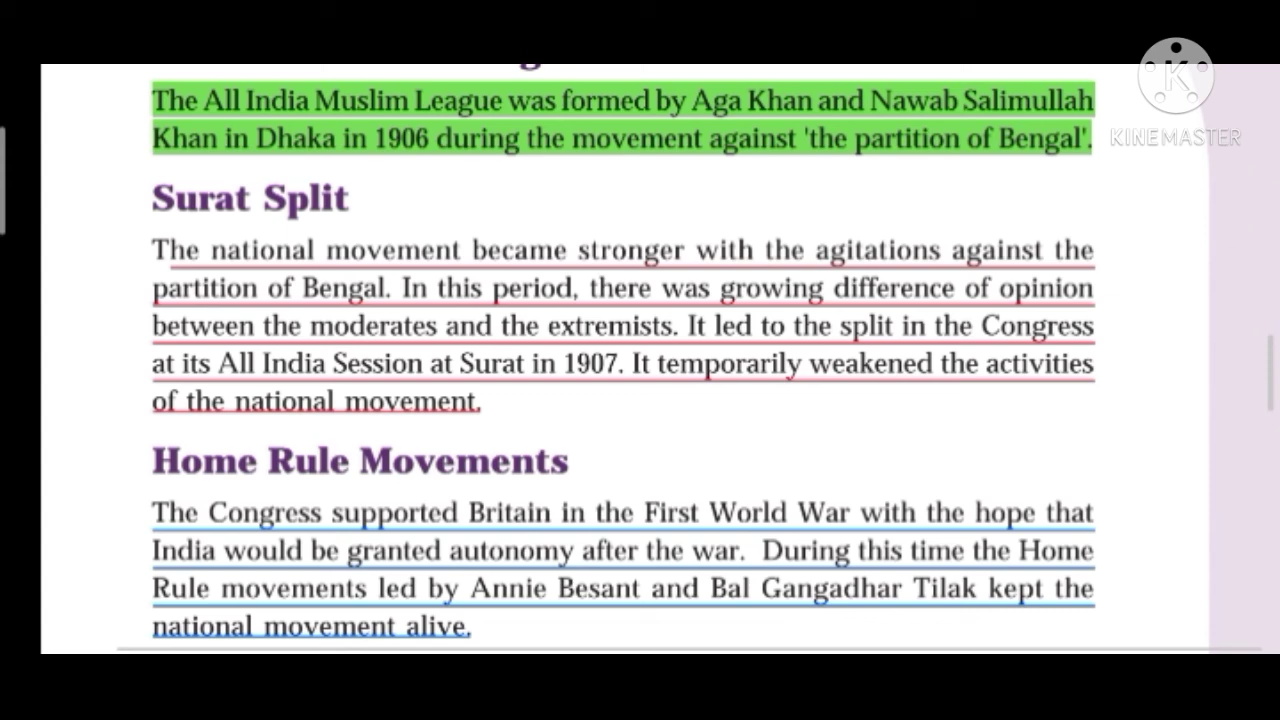 The All India Muslim League was formed by Aga Khan and Nawab Salimullah
Khan in Dhaka in 1906 during the movement against 'the partition of Bengal'.
K
KINEMASTER
Surat Split
The national movement became stronger with the agitations against the
partition of Bengal. In this period, there was growing difference of opinion
between the moderates and the extremists. It led to the split in the Congress
at its All India Session at Surat in 1907. It temporarily weakened the activities
of the national movement.
Home Rule Movements
The Congress supported Britain in the First World War with the hope that
India would be granted autonomy after the war. During this time the Home
Rule movements led by Annie Besant and Bal Gangadhar Tilak kept the
national movement alive.